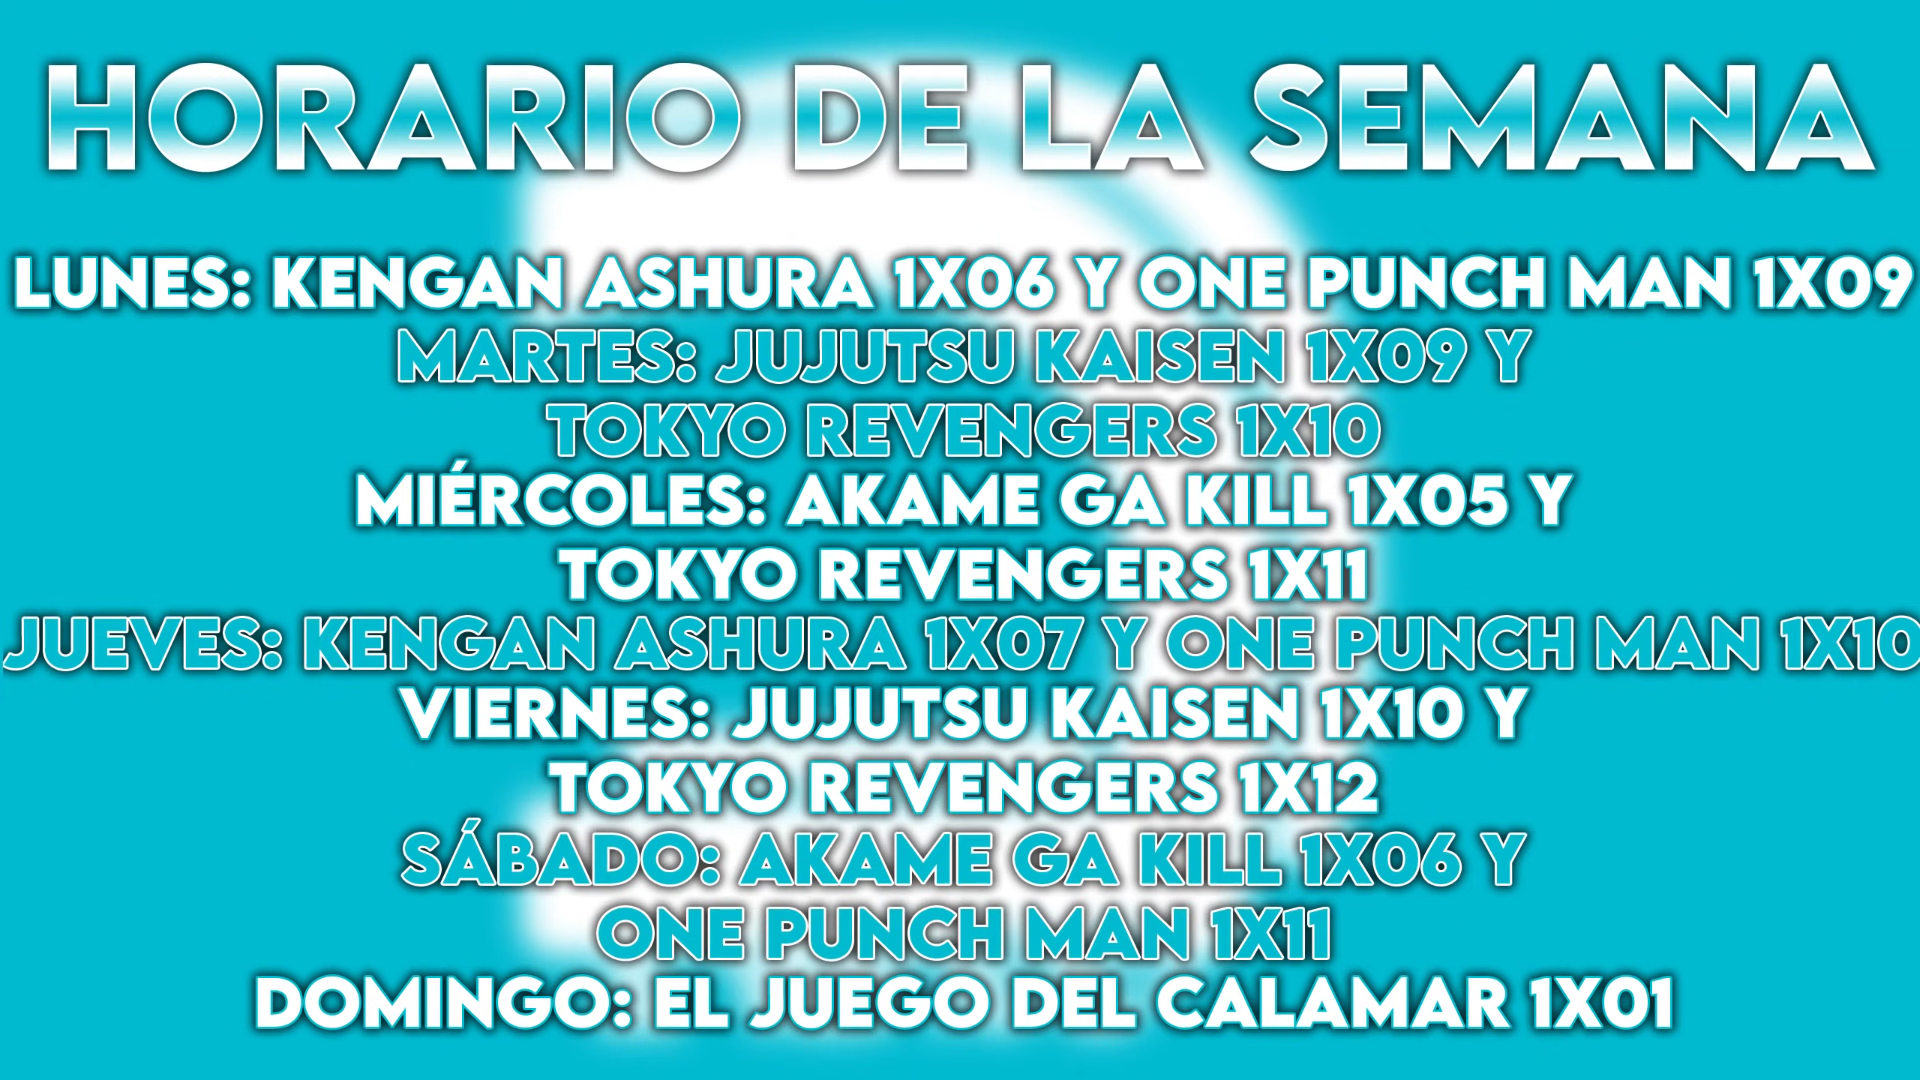 HORARIO DE LA SEMANA
LUNES: KENGAN ASHURA 1X06 Y ONE PUNCH MAN 1X09
MARTES: JUJUTSU KAISEN 1X09 Y
TOKYO REVENGERS 1X10
MIÉRCOLES: AKAME GA KILL 1X05 Y
TOKYO REVENGERS 1X11
JUEVES: KENGAN ASHURA 1X07 Y ONE PUNCH MAN 1X10
VIERNES: JUJUTSU KAISEN 1X10 Y
TOKYO REVENGERS 1X12
SÁBADO: AKAME GA KILL 1X06 Y
ONE PUNCH MAN 1X11
DOMINGO: EL JUEGO DEL CALAMAR 1X01